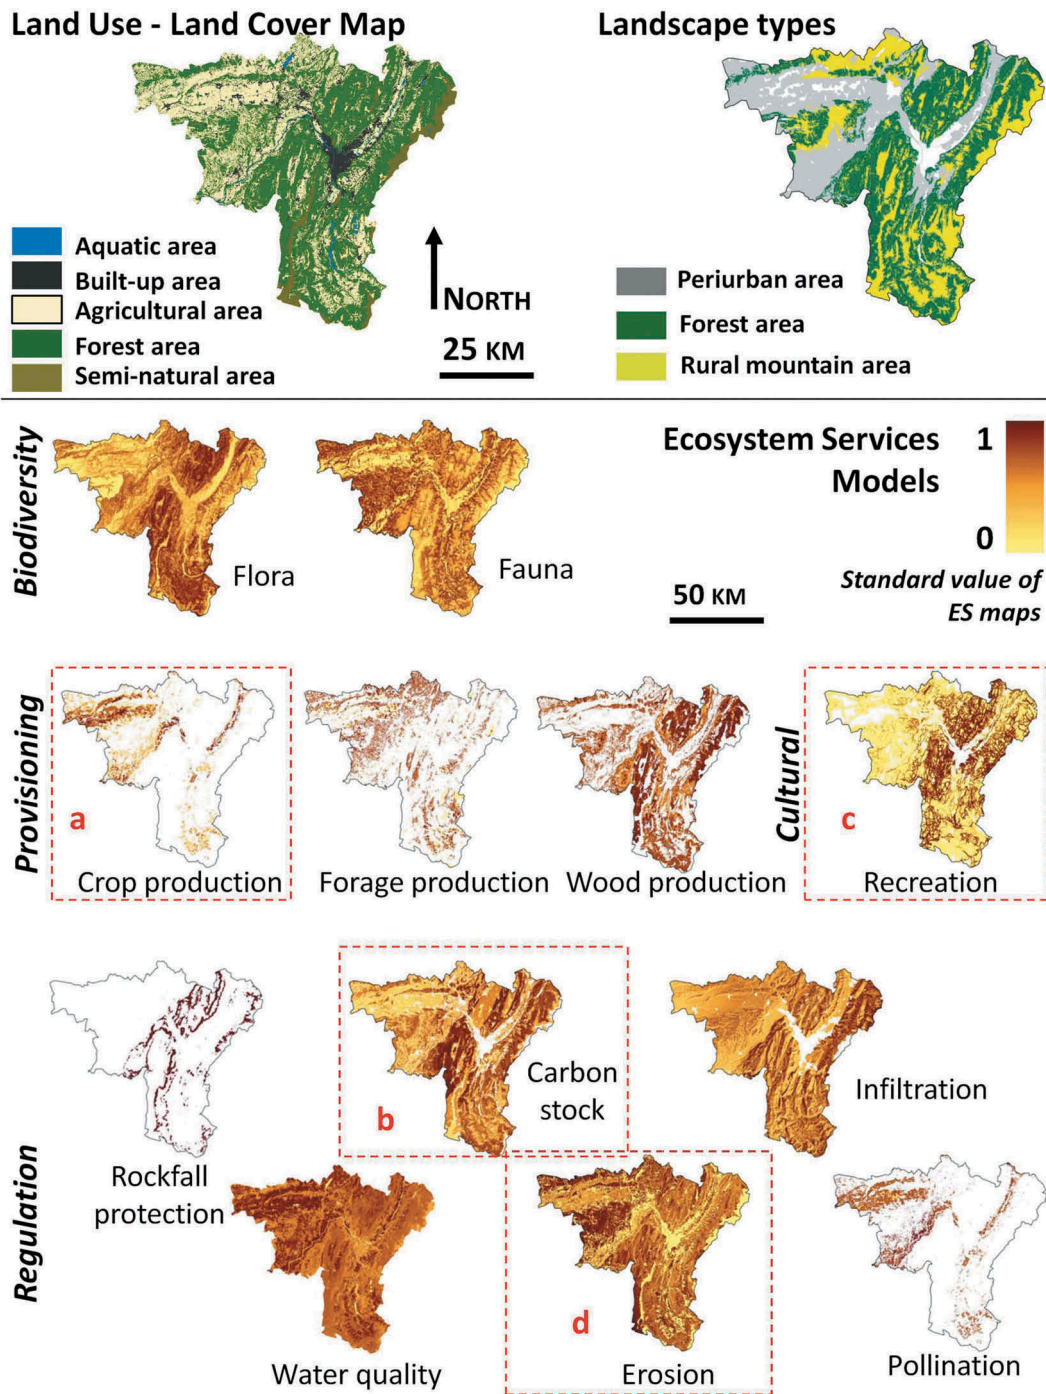 Land Use - Land Cover Map
Landscape types
Aquatic area
Built-up area
Agricultural area
Forest area
Semi-natural area
NORTH
25 KM
Periurban area
Forest area
Rural mountain area
Biodiversity
Flora
Fauna
Ecosystem Services
Models
1
0
Standard value of
ES maps
50 KM
Provisioning
a
Crop production
Forage production
Wood production
Cultural
c
Recreation
Regulation
Rockfall
protection
b
Carbon
stock
Infiltration
Water quality
d
Erosion
Pollination